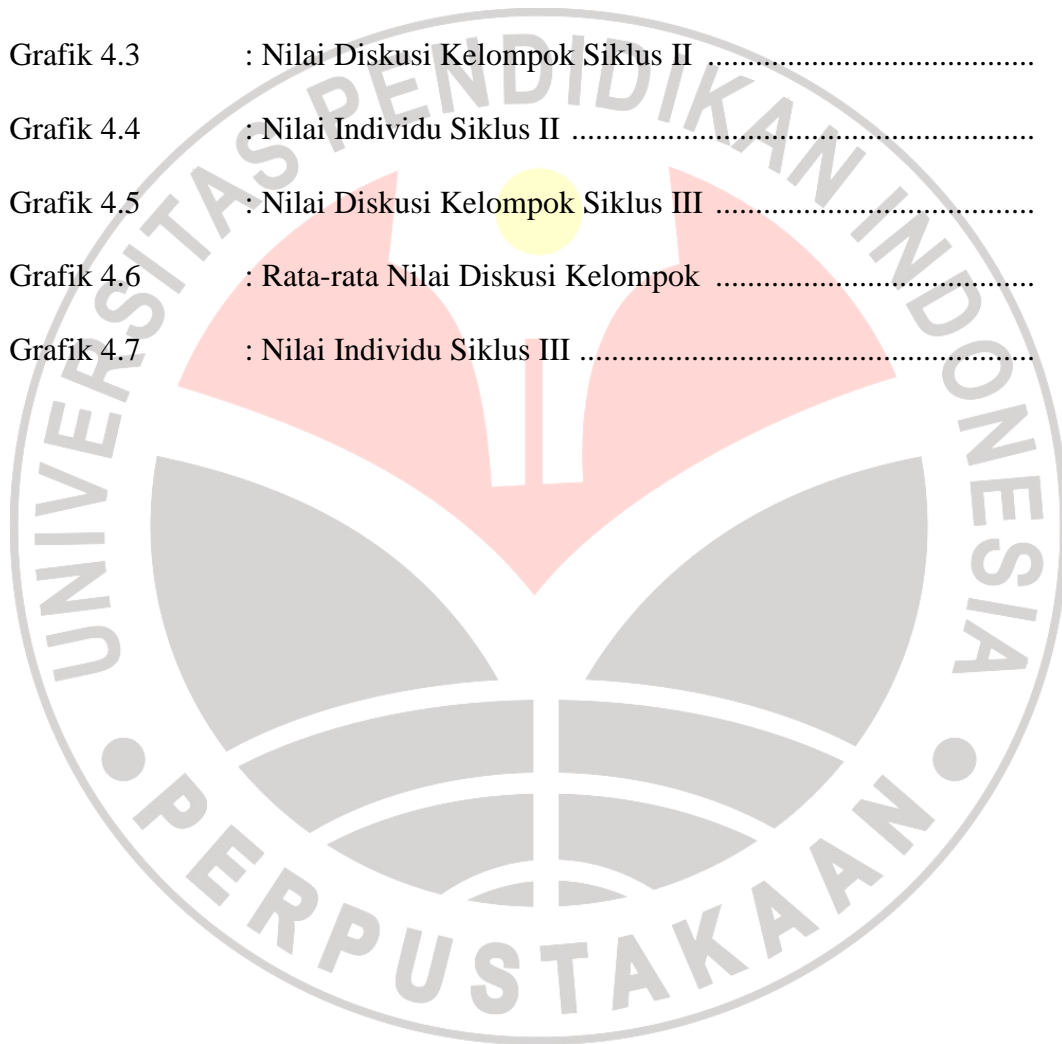 Grafik 4.3 : Nilai Diskusi Kelompok Siklus II ....................................
Grafik 4.4 : Nilai Individu Siklus II .........................................................
Grafik 4.5 : Nilai Diskusi Kelompok Siklus III ...................................
Grafik 4.6 : Rata-rata Nilai Diskusi Kelompok ...................................
Grafik 4.7 : Nilai Individu Siklus III ........................................................
UNIVERSITAS PENDIDIKAN INDONESIA
PERPUSTAKAAN